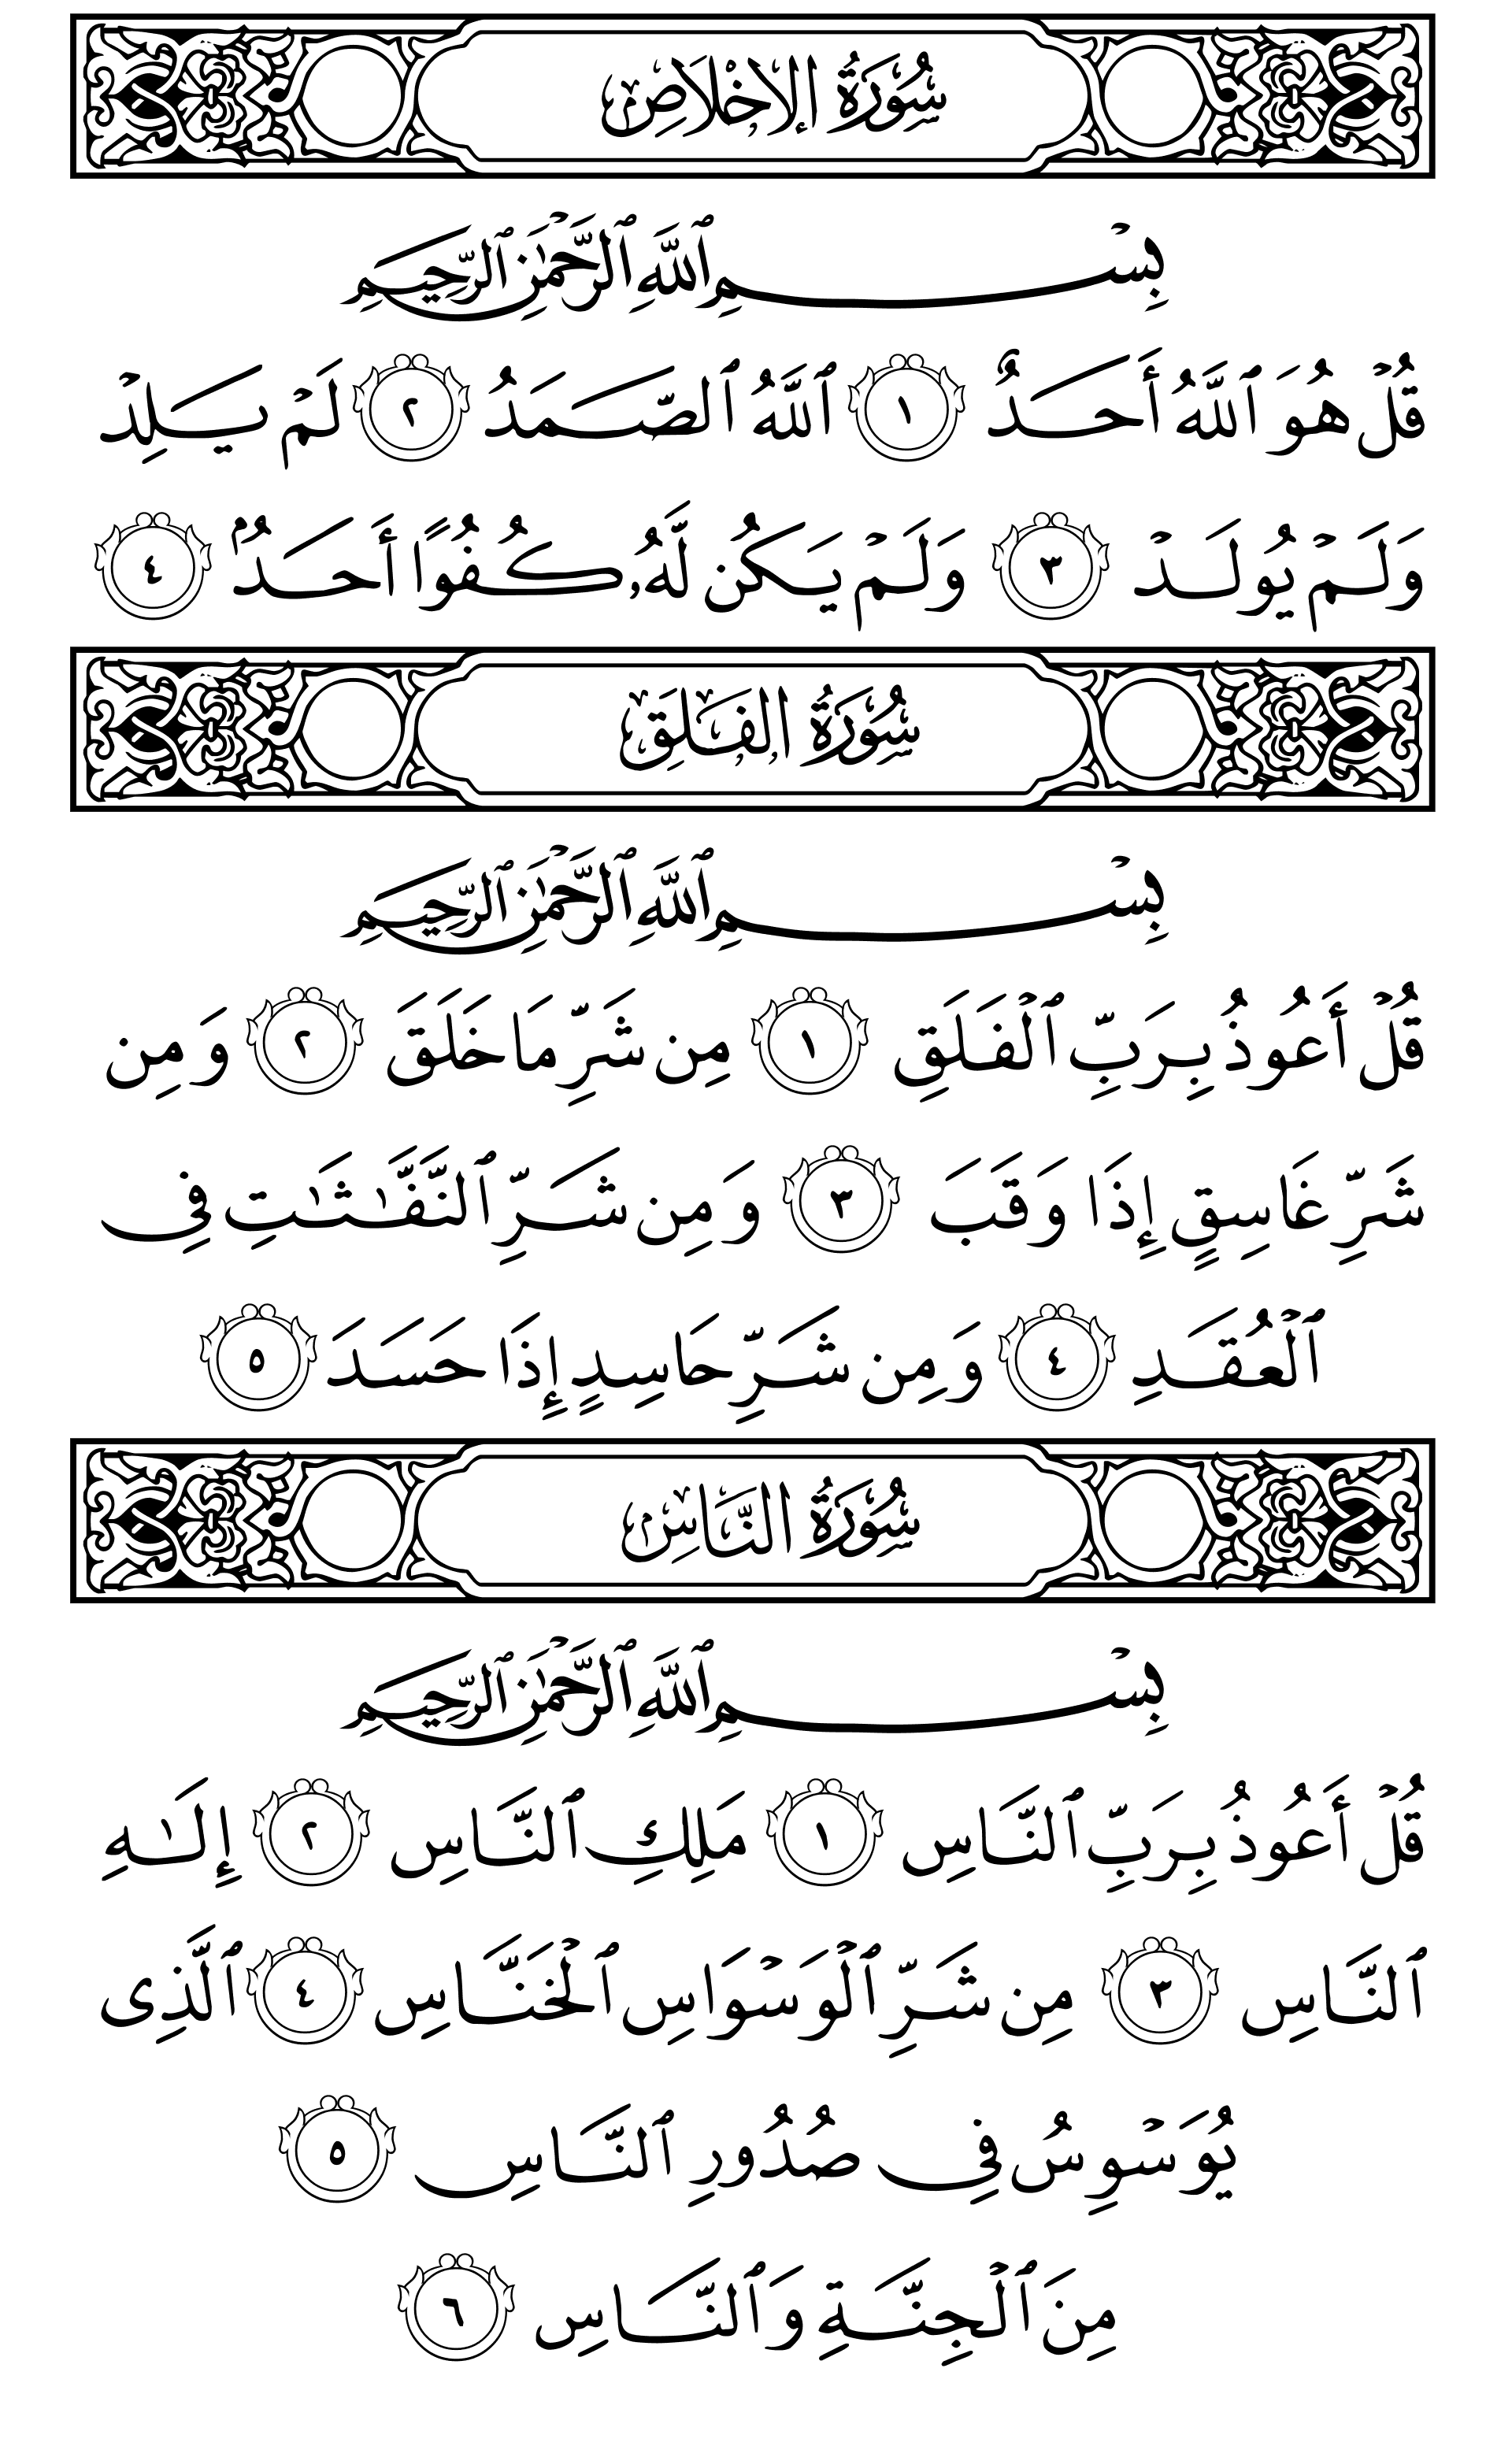 سُورَةُ الإِخْلَاصِ
بِسْمِ ٱللَّهِ ٱلرَّحْمَٰنِ ٱلرَّحِيمِ
قُلْ هُوَ ٱللَّهُ أَحَدٌ ١ ٱللَّهُ ٱلصَّمَدُ ٢ لَمْ يَلِدْ
وَلَمْ يُولَدْ ٣ وَلَمْ يَكُن لَّهُۥ كُفُوًا أَحَدٌۢ ٤
سُورَةُ الفَلَقِ
بِسْمِ ٱللَّهِ ٱلرَّحْمَٰنِ ٱلرَّحِيمِ
قُلْ أَعُوذُ بِرَبِّ ٱلْفَلَقِ ١ مِن شَرِّ مَا خَلَقَ ٢ وَمِن
شَرِّ غَاسِقٍ إِذَا وَقَبَ ٣ وَمِن شَرِّ ٱلنَّفَّٰثَٰتِ فِى
ٱلْعُقَدِ ٤ وَمِن شَرِّ حَاسِدٍ إِذَا حَسَدَ ٥
سُورَةُ النَّاسِ
بِسْمِ ٱللَّهِ ٱلرَّحْمَٰنِ ٱلرَّحِيمِ
قُلْ أَعُوذُ بِرَبِّ ٱلنَّاسِ ١ مَلِكِ ٱلنَّاسِ ٢ إِلَٰهِ
ٱلنَّاسِ ٣ مِن شَرِّ ٱلْوَسْوَاسِ ٱلْخَنَّاسِ ٤ ٱلَّذِى
يُوَسْوِسُ فِى صُدُورِ ٱلنَّاسِ ٥
مِنَ ٱلْجِنَّةِ وَٱلنَّاسِ ٦